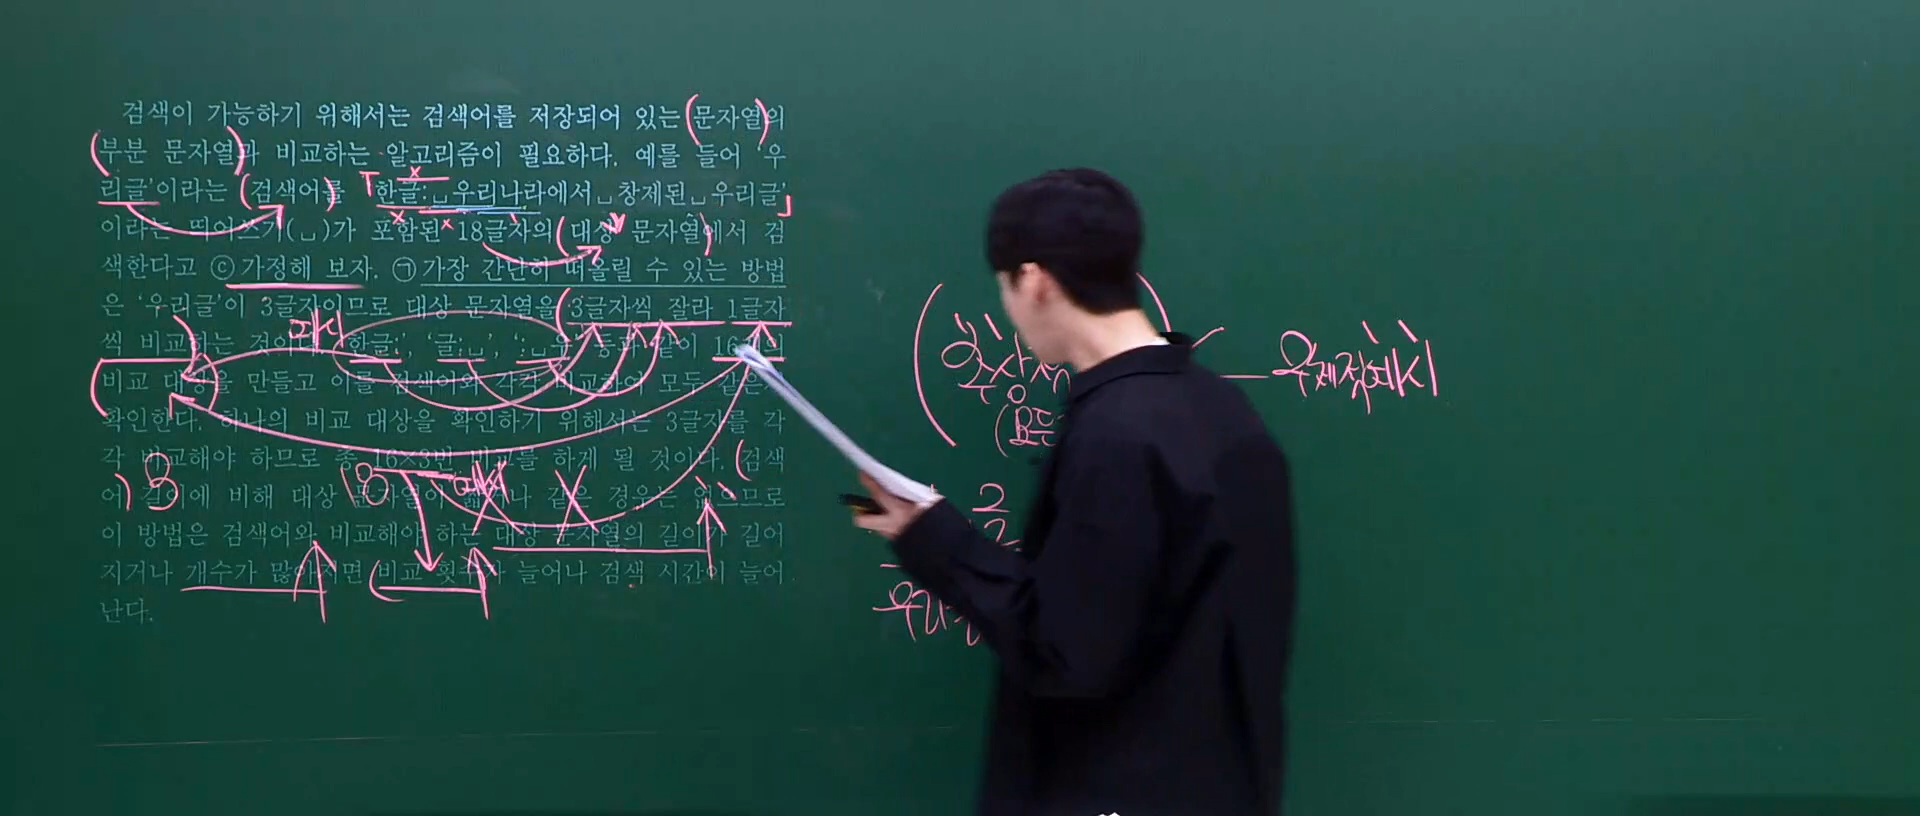 검색이 가능하기 위해서는 검색어를 저장되어 있는 (문자열)의
(부분 문자열)과 비교하는 알고리즘이 필요하다. 예를 들어 '우
리글'이라는 (검색어)를 「한글:␣우리나라에서␣창제된␣우리글」
이라는 띄어쓰기(␣)가 포함된 18글자의 (대상 문자열)에서 검
색한다고 ⓒ가정해 보자. ㉠가장 간단히 떠올릴 수 있는 방법
은 '우리글'이 3글자이므로 대상 문자열을 (3글자씩 잘라 1글자
씩 비교하는 것이다. '한글:', '글:␣', ':␣우' 등과 같이 16개의
비교 대상을 만들고 이를 검색어와 각각 비교하여 모두 같은지
확인한다. 하나의 비교 대상을 확인하기 위해서는 3글자를 각
각 비교해야 하므로 총 16×3번 비교를 하게 될 것이다. (검색
어 길이에 비해 대상 문자열이 짧거나 같은 경우는 없으므로
이 방법은 검색어와 비교해야 하는 대상 문자열의 길이가 길어
지거나 개수가 많아지면 (비교 횟수가 늘어나 검색 시간이 늘어
난다.
예시
) 3
18
2
2